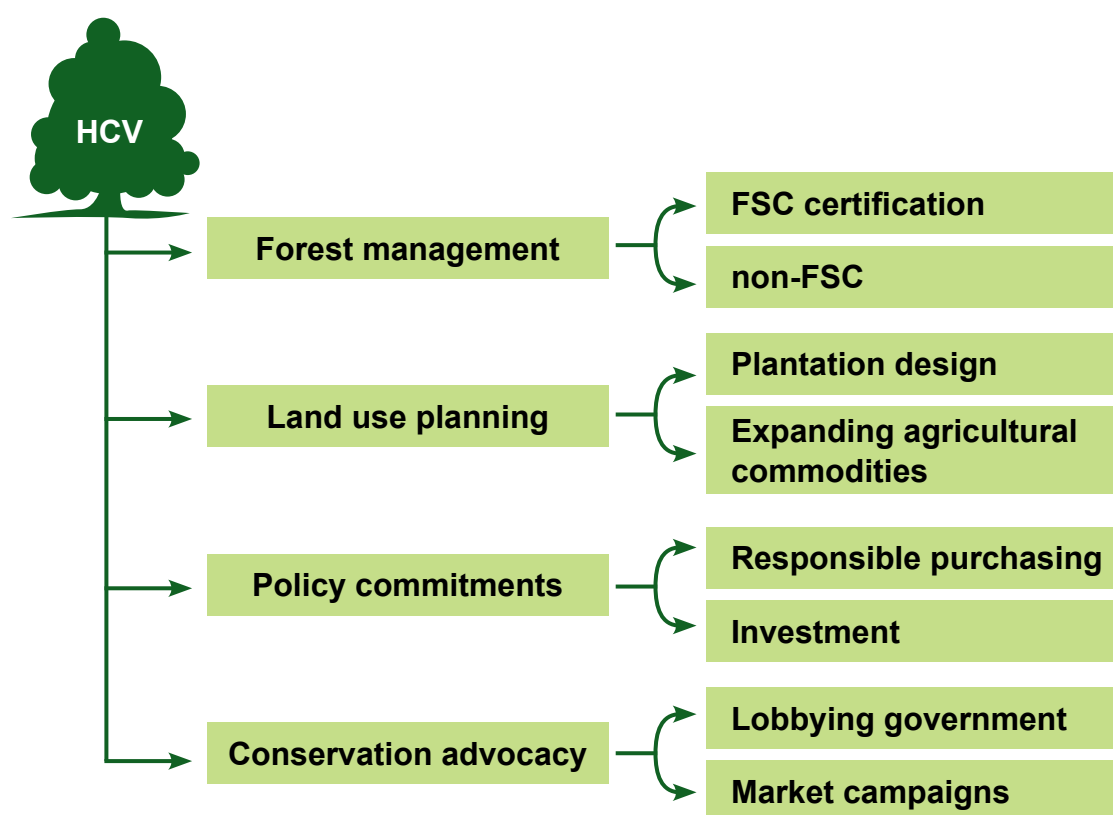 HCV
Forest management
FSC certification
non-FSC
Land use planning
Plantation design
Expanding agricultural
commodities
Policy commitments
Responsible purchasing
Investment
Conservation advocacy
Lobbying government
Market campaigns